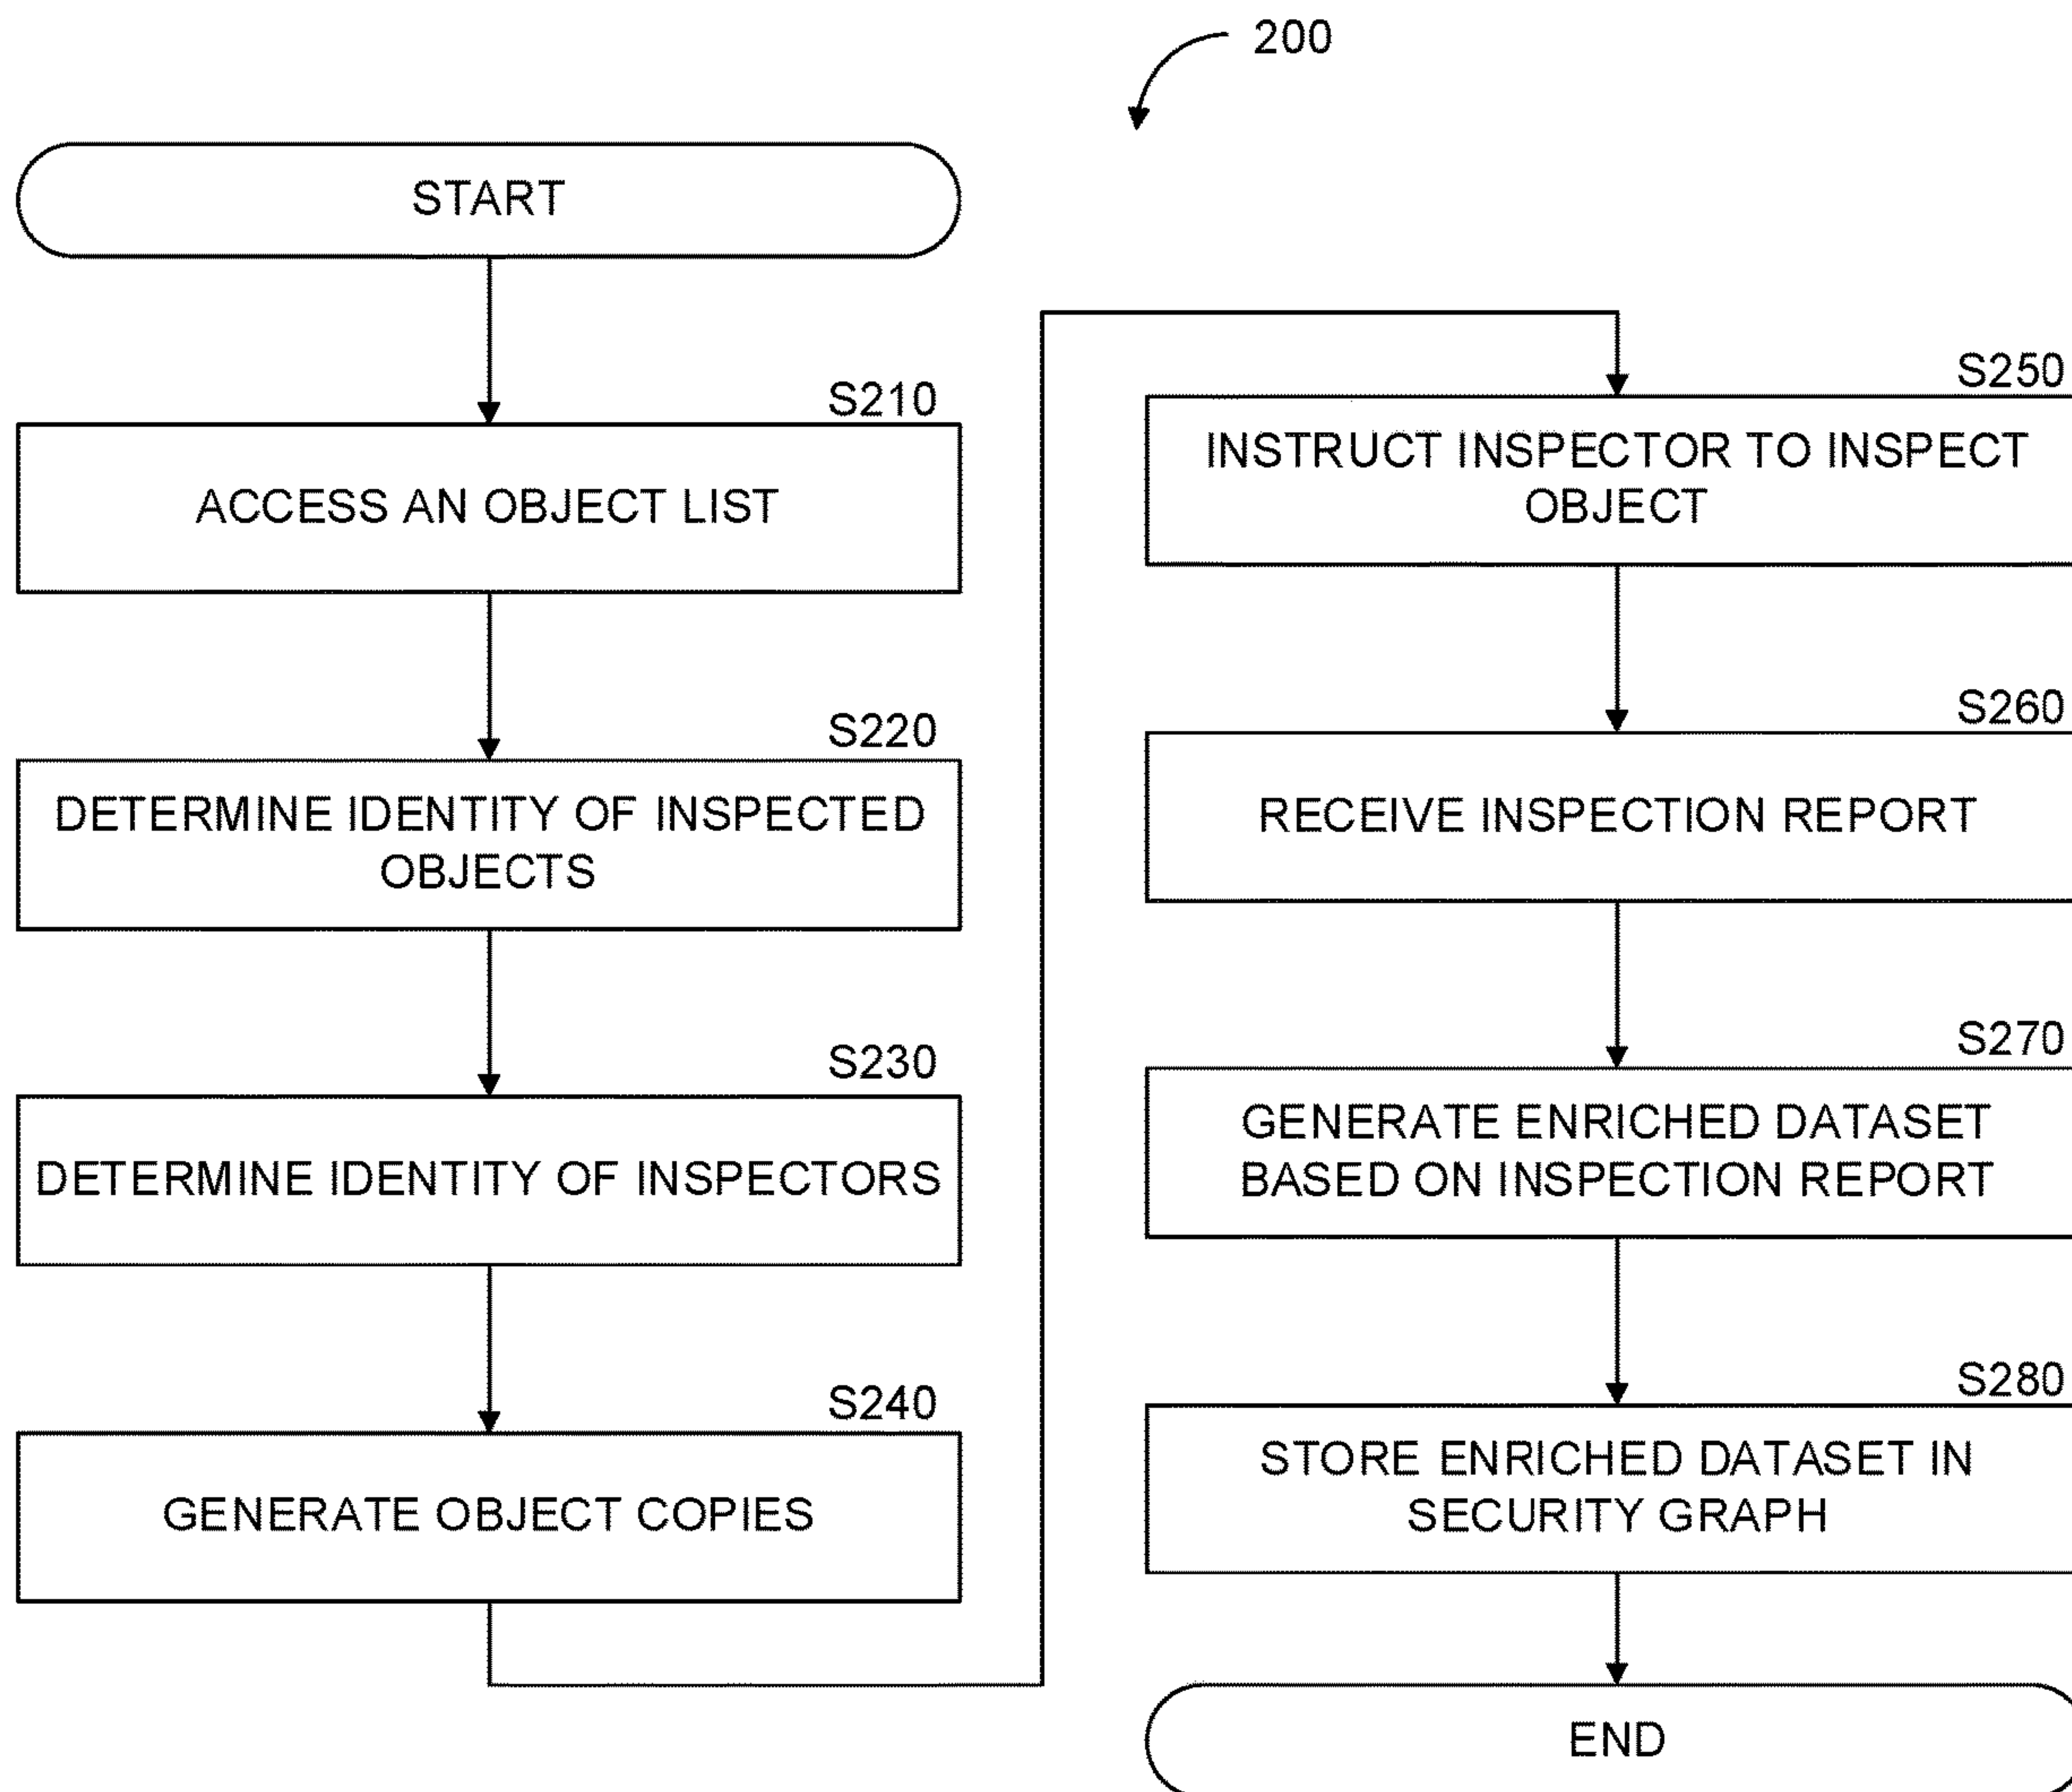 200
START
S210
ACCESS AN OBJECT LIST
S220
DETERMINE IDENTITY OF INSPECTED
OBJECTS
S230
DETERMINE IDENTITY OF INSPECTORS
S240
GENERATE OBJECT COPIES
S250
INSTRUCT INSPECTOR TO INSPECT
OBJECT
S260
RECEIVE INSPECTION REPORT
S270
GENERATE ENRICHED DATASET
BASED ON INSPECTION REPORT
S280
STORE ENRICHED DATASET IN
SECURITY GRAPH
END